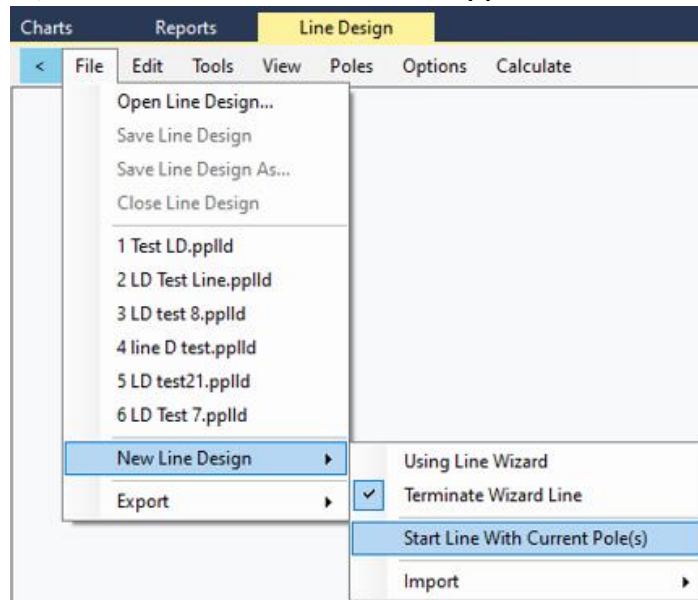 Charts Reports Line Design
< File Edit Tools View Poles Options Calculate
Open Line Design...
Save Line Design
Save Line Design As...
Close Line Design
1 Test LD.pplld
2 LD Test Line.pplld
3 LD test 8.pplld
4 line D test.pplld
5 LD test21.pplld
6 LD Test 7.pplld
New Line Design
Export
Using Line Wizard
Terminate Wizard Line
Start Line With Current Pole(s)
Import